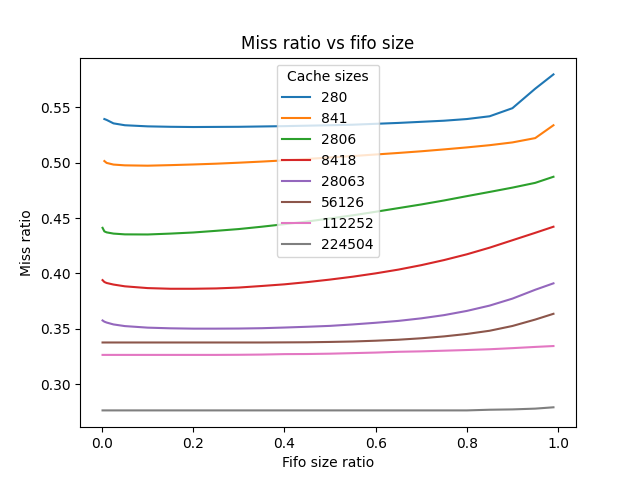 Miss ratio vs fifo size
Cache sizes
280
841
2806
8418
28063
56126
112252
224504
Miss ratio
0.55
0.50
0.45
0.40
0.35
0.30
0.0 0.2 0.4 0.6 0.8 1.0
Fifo size ratio